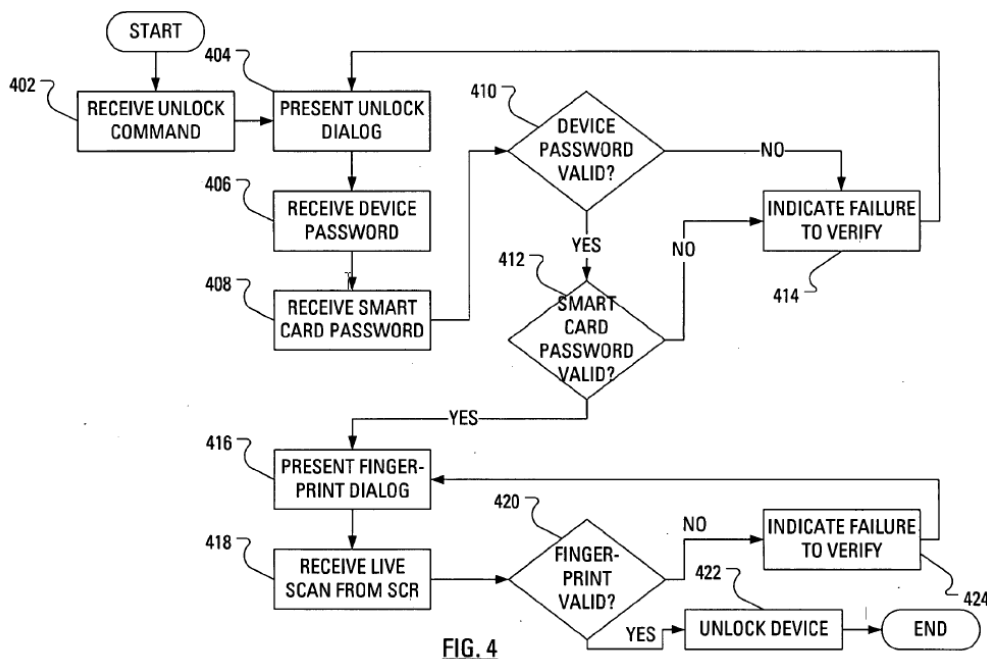 START
402
RECEIVE UNLOCK
COMMAND
404
PRESENT UNLOCK
DIALOG
406
RECEIVE DEVICE
PASSWORD
408
RECEIVE SMART
CARD PASSWORD
410
DEVICE
PASSWORD
VALID?
NO
YES
412
SMART
CARD
PASSWORD
VALID?
NO
INDICATE FAILURE
TO VERIFY
414
YES
416
PRESENT FINGER-
PRINT DIALOG
418
RECEIVE LIVE
SCAN FROM SCR
420
FINGER-
PRINT
VALID?
NO
INDICATE FAILURE
TO VERIFY
424
YES
422
UNLOCK DEVICE
END
FIG. 4